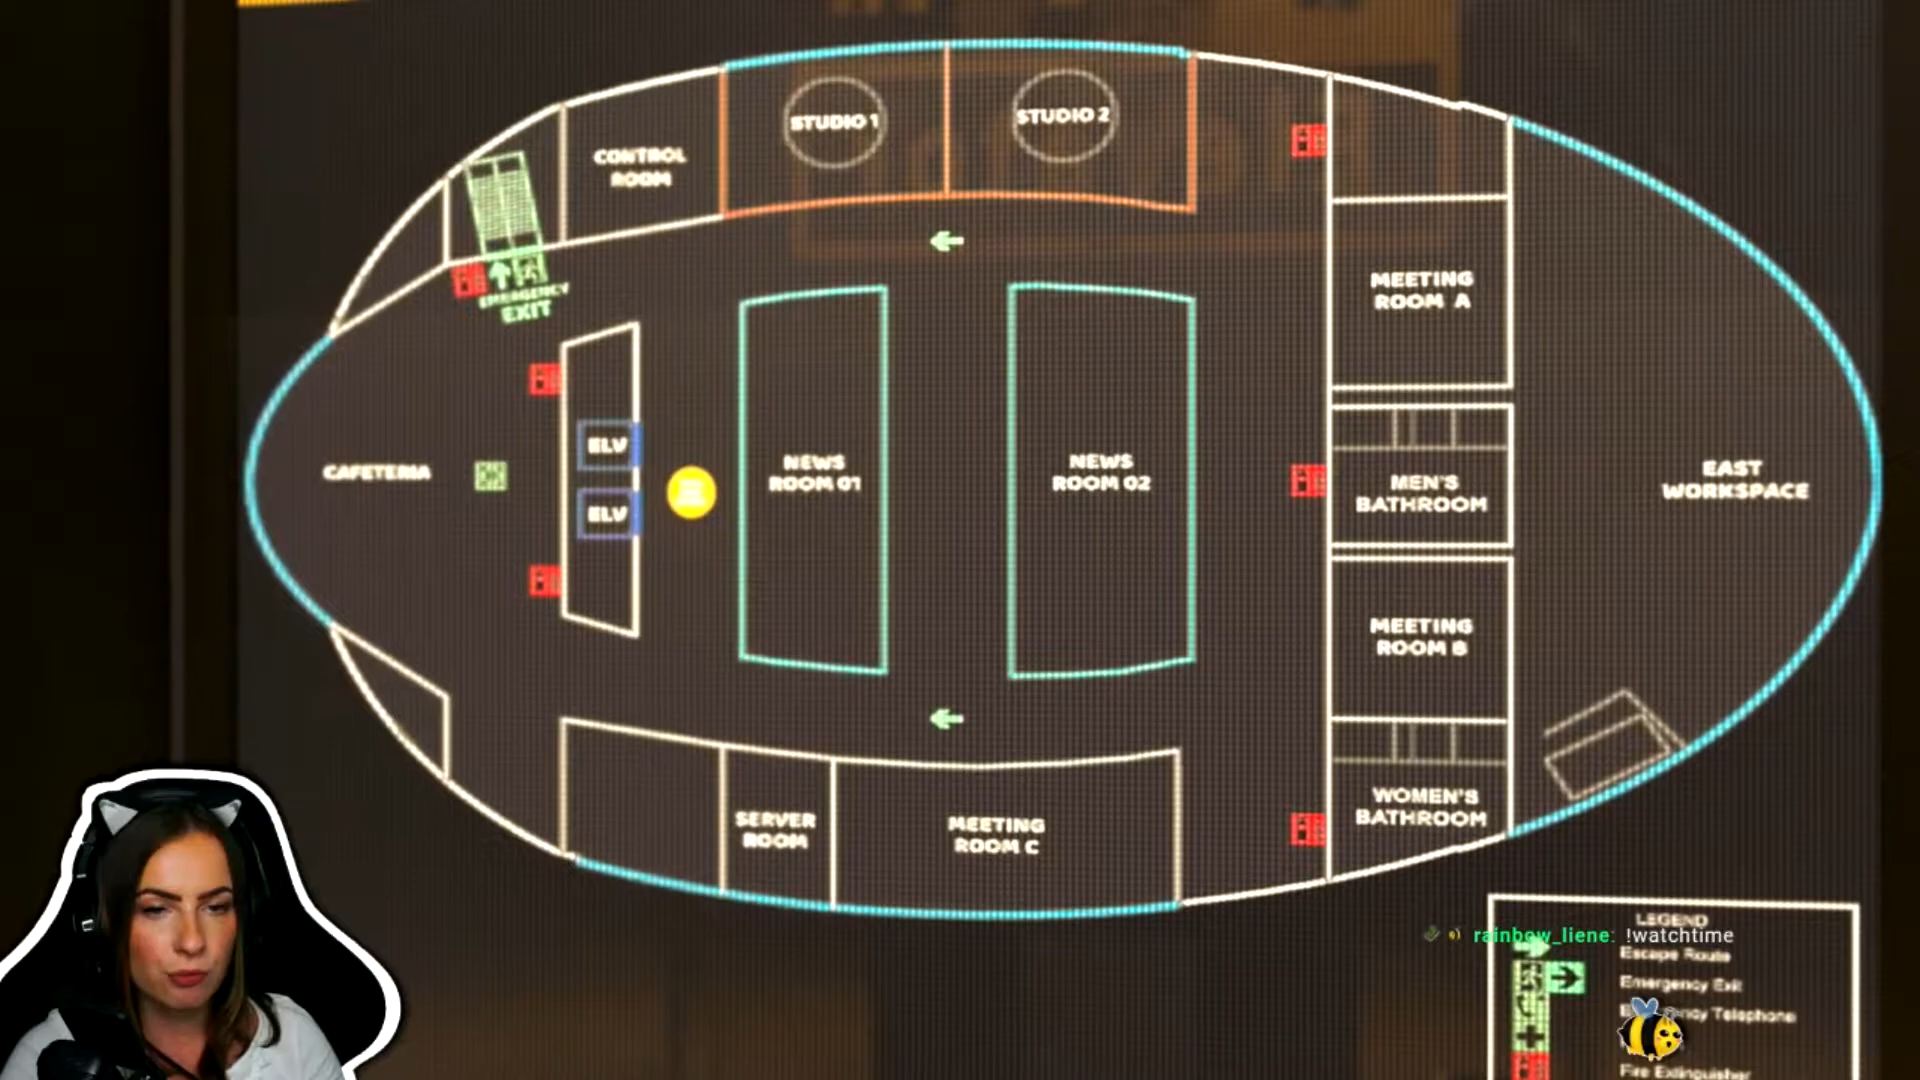 STUDIO 1
STUDIO 2
CONTROL
ROOM
EMERGENCY
EXIT
MEETING
ROOM A
ELV
ELV
CAFETERIA
NEWS
ROOM 01
NEWS
ROOM 02
MEN'S
BATHROOM
EAST
WORKSPACE
MEETING
ROOM B
SERVER
ROOM
MEETING
ROOM C
WOMEN'S
BATHROOM
LEGEND
rainbow_liene: !watchtime
Escape Route
Emergency Exit
Telephone
Fire Extinguisher